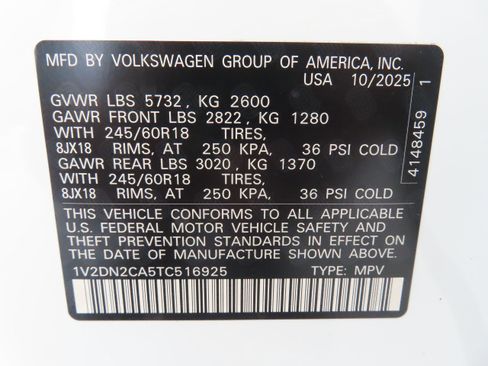 MFD BY VOLKSWAGEN GROUP OF AMERICA, INC.
USA 10/2025
GVWR LBS 5732, KG 2600
GAWR FRONT LBS 2822, KG 1280
WITH 245/60R18 TIRES,
8JX18 RIMS, AT 250 KPA, 36 PSI COLD
GAWR REAR LBS 3020, KG 1370
WITH 245/60R18 TIRES,
8JX18 RIMS, AT 250 KPA, 36 PSI COLD
THIS VEHICLE CONFORMS TO ALL APPLICABLE
U.S. FEDERAL MOTOR VEHICLE SAFETY AND
THEFT PREVENTION STANDARDS IN EFFECT ON
THE DATE OF MANUFACTURE SHOWN ABOVE.
1V2DN2CA5TC516925 TYPE: MPV
4148459 1